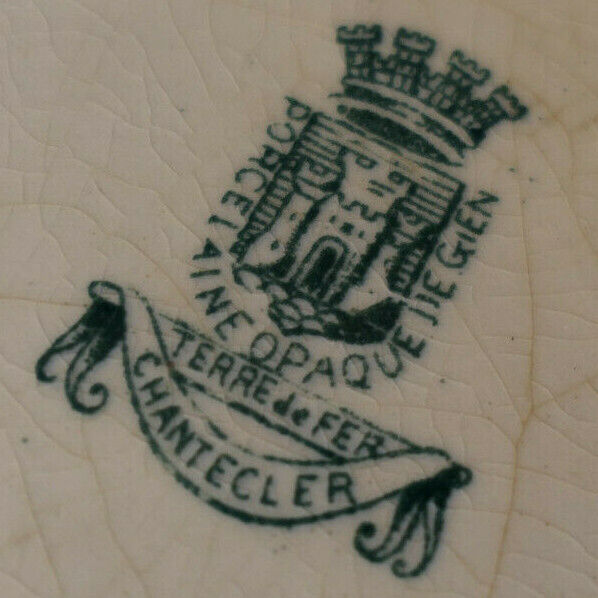 PORCELAINE OPAQUE DE GIEN
TERRE de FER
CHANTECLER